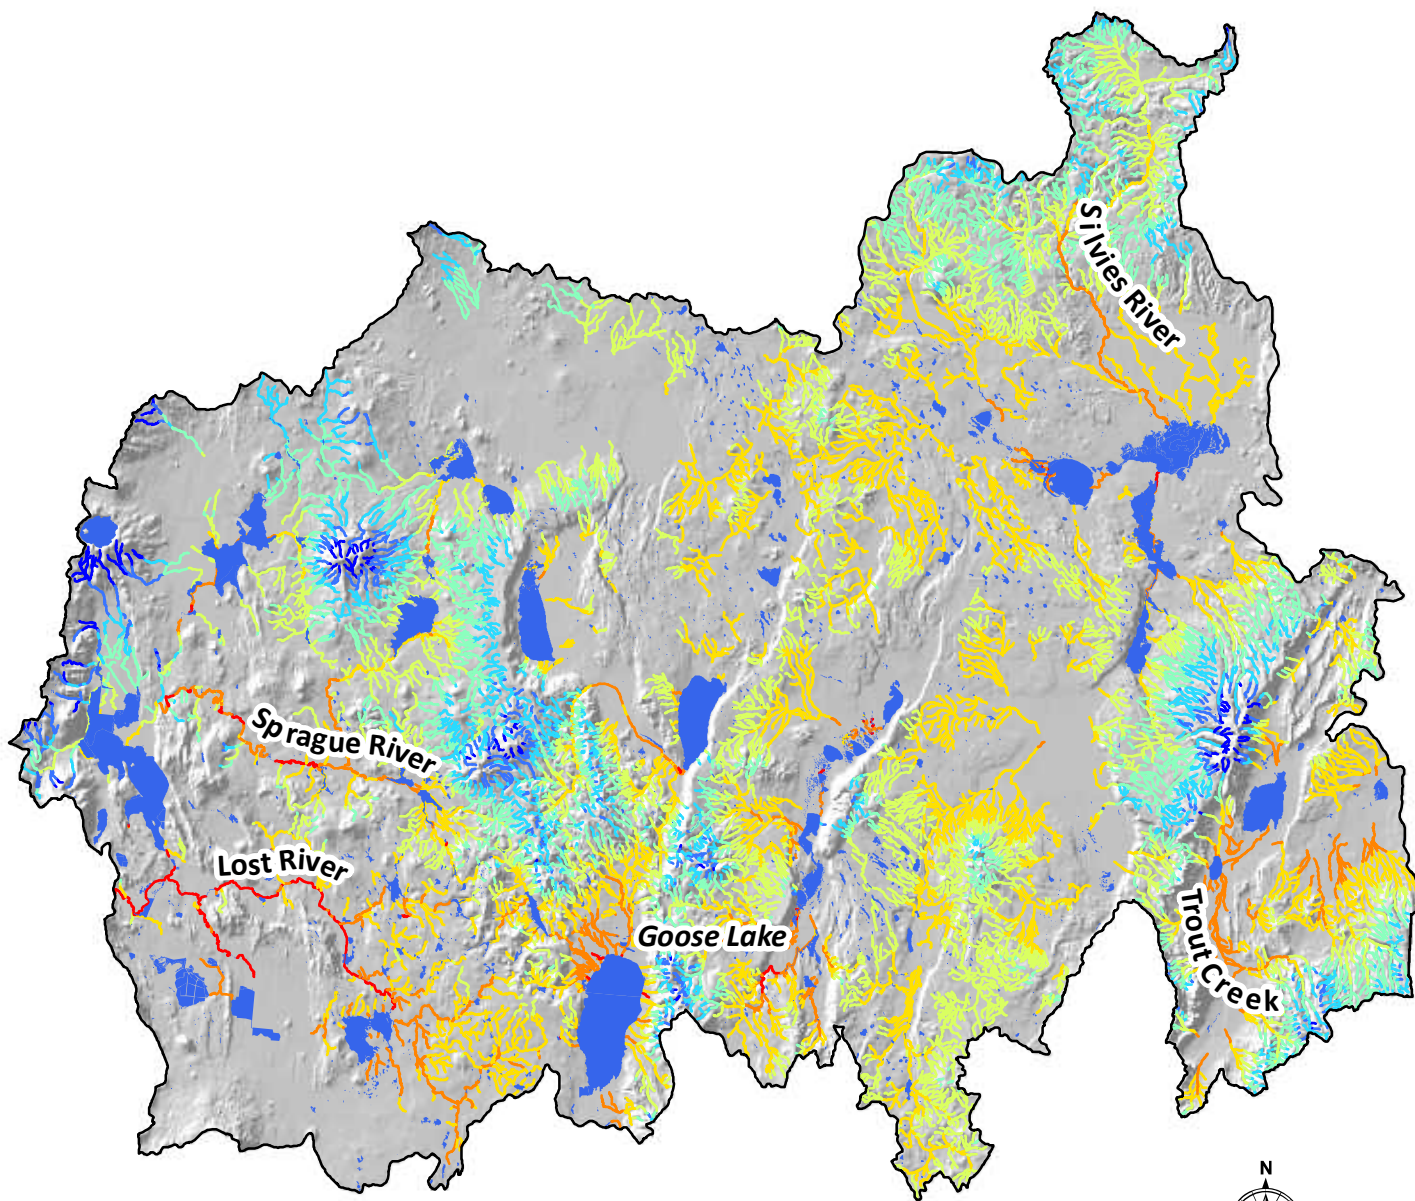 Silvies River
Sprague River
Lost River
Goose Lake
Trout Creek
N